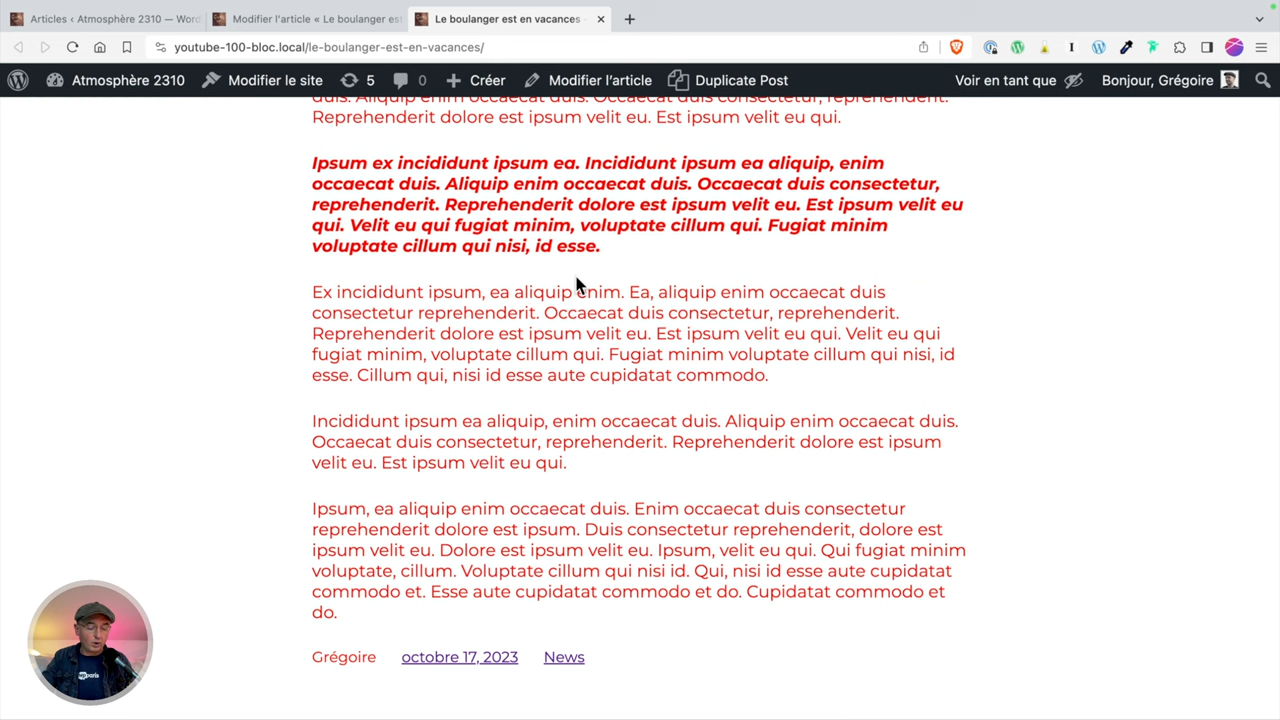 Articles ‹ Atmosphère 2310 — Word
Modifier l'article « Le boulanger est
Le boulanger est en vacances
youtube-100-bloc.local/le-boulanger-est-en-vacances/
Atmosphère 2310
Modifier le site
5
0
Créer
Modifier l'article
Duplicate Post
Voir en tant que
Bonjour, Grégoire
duis. Aliquip enim occaecat duis. Occaecat duis consectetur, reprehenderit.
Reprehenderit dolore est ipsum velit eu. Est ipsum velit eu qui.
Ipsum ex incididunt ipsum ea. Incididunt ipsum ea aliquip, enim
occaecat duis. Aliquip enim occaecat duis. Occaecat duis consectetur,
reprehenderit. Reprehenderit dolore est ipsum velit eu. Est ipsum velit eu
qui. Velit eu qui fugiat minim, voluptate cillum qui. Fugiat minim
voluptate cillum qui nisi, id esse.
Ex incididunt ipsum, ea aliquip enim. Ea, aliquip enim occaecat duis
consectetur reprehenderit. Occaecat duis consectetur, reprehenderit.
Reprehenderit dolore est ipsum velit eu. Est ipsum velit eu qui. Velit eu qui
fugiat minim, voluptate cillum qui. Fugiat minim voluptate cillum qui nisi, id
esse. Cillum qui, nisi id esse aute cupidatat commodo.
Incididunt ipsum ea aliquip, enim occaecat duis. Aliquip enim occaecat duis.
Occaecat duis consectetur, reprehenderit. Reprehenderit dolore est ipsum
velit eu. Est ipsum velit eu qui.
Ipsum, ea aliquip enim occaecat duis. Enim occaecat duis consectetur
reprehenderit dolore est ipsum. Duis consectetur reprehenderit, dolore est
ipsum velit eu. Dolore est ipsum velit eu. Ipsum, velit eu qui. Qui fugiat minim
voluptate, cillum. Voluptate cillum qui nisi id. Qui, nisi id esse aute cupidatat
commodo et. Esse aute cupidatat commodo et do. Cupidatat commodo et
do.
Grégoire
octobre 17, 2023
News